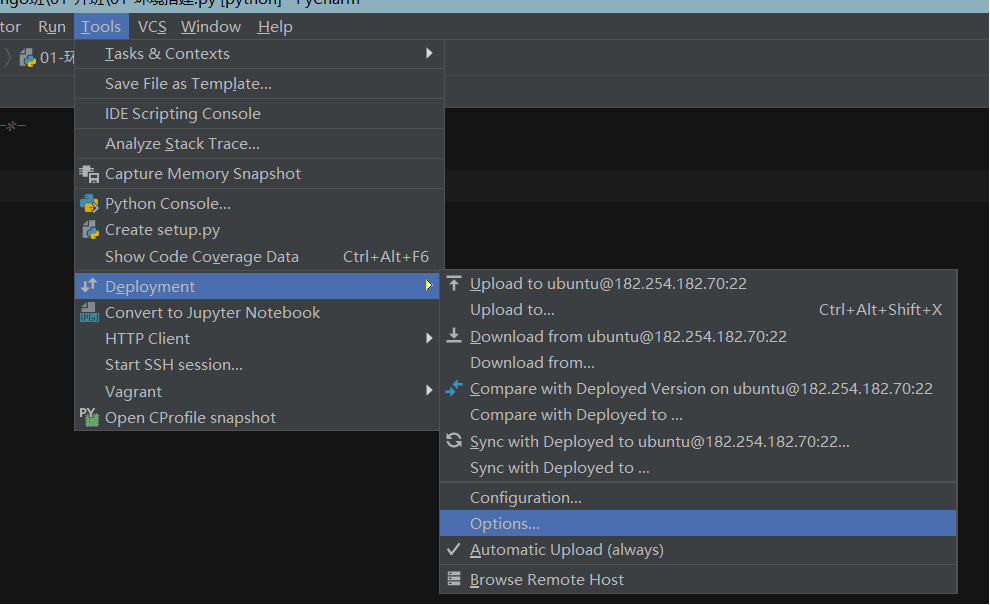 tor Run Tools VCS Window Help
01-环
-*-
Tasks & Contexts
Save File as Template...
IDE Scripting Console
Analyze Stack Trace...
Capture Memory Snapshot
Python Console...
Create setup.py
Show Code Coverage Data Ctrl+Alt+F6
Deployment
Convert to Jupyter Notebook
HTTP Client
Start SSH session...
Vagrant
Open CProfile snapshot
Upload to ubuntu@182.254.182.70:22
Upload to... Ctrl+Alt+Shift+X
Download from ubuntu@182.254.182.70:22
Download from...
Compare with Deployed Version on ubuntu@182.254.182.70:22
Compare with Deployed to ...
Sync with Deployed to ubuntu@182.254.182.70:22...
Sync with Deployed to ...
Configuration...
Options...
Automatic Upload (always)
Browse Remote Host